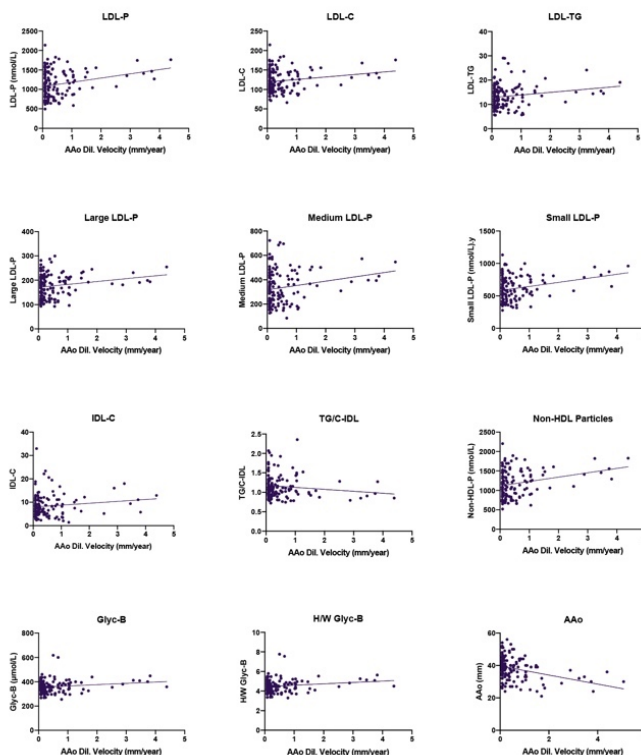 LDL-P
LDL-P (nmol/L)
2500
2000
1500
1000
500
0
0 1 2 3 4 5
AAo Dil. Velocity (mm/year)
LDL-C
LDL-C
250
200
150
100
50
0
0 1 2 3 4 5
AAo Dil. Velocity (mm/year)
LDL-TG
LDL-TG
40
30
20
10
0
0 1 2 3 4 5
AAo Dil. Velocity (mm/year)
Large LDL-P
Large LDL-P
400
300
200
100
0
0 1 2 3 4 5
AAo Dil. Velocity (mm/year)
Medium LDL-P
Medium LDL-P
800
600
400
200
0
0 1 2 3 4 5
AAo Dil. Velocity (mm/year)
Small LDL-P
Small LDL-P (nmol/L).y
1500
1000
500
0
0 1 2 3 4 5
AAo Dil. Velocity (mm/year)
IDL-C
IDL-C
40
30
20
10
0
0 1 2 3 4 5
AAo Dil. Velocity (mm/year)
TG/C-IDL
TG/C-IDL
2.5
2.0
1.5
1.0
0.5
0.0
0 1 2 3 4 5
AAo Dil. Velocity (mm/year)
Non-HDL Particles
Non-HDL-P (nmol/L)
2500
2000
1500
1000
500
0
0 1 2 3 4 5
AAo Dil. Velocity (mm/year)
Glyc-B
Glyc-B (µmol/L)
800
600
400
200
0
0 1 2 3 4 5
AAo Dil. Velocity (mm/year)
H/W Glyc-B
H/W Glyc-B
10
8
6
4
2
0
0 1 2 3 4 5
AAo Dil. Velocity (mm/year)
AAo
AAo (mm)
60
40
20
0
0 1 2 3 4 5
AAo Dil. Velocity (mm/year)